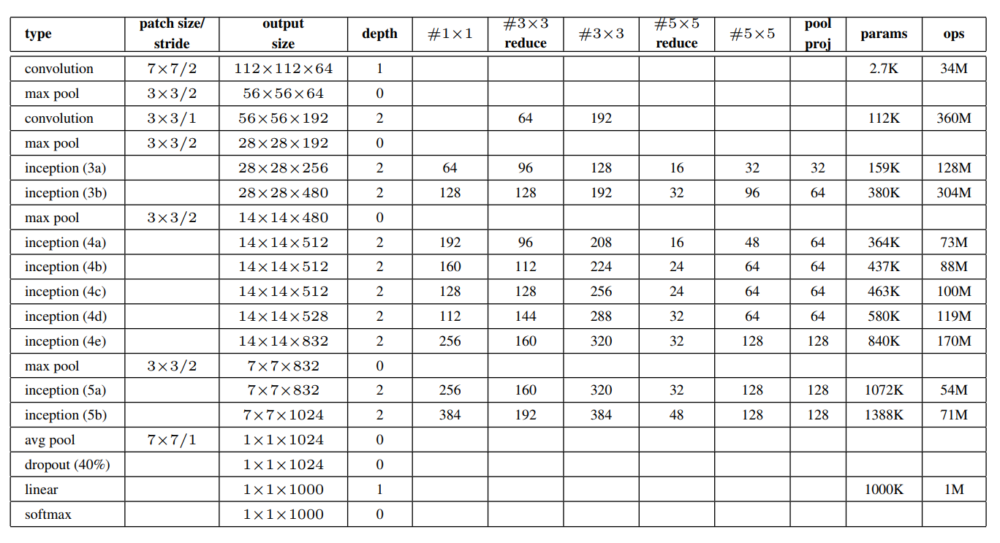 type patch size/ stride output size depth #1×1 #3×3 reduce #3×3 #5×5 reduce #5×5 pool proj params ops
convolution 7×7/2 112×112×64 1 2.7K 34M
max pool 3×3/2 56×56×64 0
convolution 3×3/1 56×56×192 2 64 192 112K 360M
max pool 3×3/2 28×28×192 0
inception (3a) 28×28×256 2 64 96 128 16 32 32 159K 128M
inception (3b) 28×28×480 2 128 128 192 32 96 64 380K 304M
max pool 3×3/2 14×14×480 0
inception (4a) 14×14×512 2 192 96 208 16 48 64 364K 73M
inception (4b) 14×14×512 2 160 112 224 24 64 64 437K 88M
inception (4c) 14×14×512 2 128 128 256 24 64 64 463K 100M
inception (4d) 14×14×528 2 112 144 288 32 64 64 580K 119M
inception (4e) 14×14×832 2 256 160 320 32 128 128 840K 170M
max pool 3×3/2 7×7×832 0
inception (5a) 7×7×832 2 256 160 320 32 128 128 1072K 54M
inception (5b) 7×7×1024 2 384 192 384 48 128 128 1388K 71M
avg pool 7×7/1 1×1×1024 0
dropout (40%) 1×1×1024 0
linear 1×1×1000 1 1000K 1M
softmax 1×1×1000 0